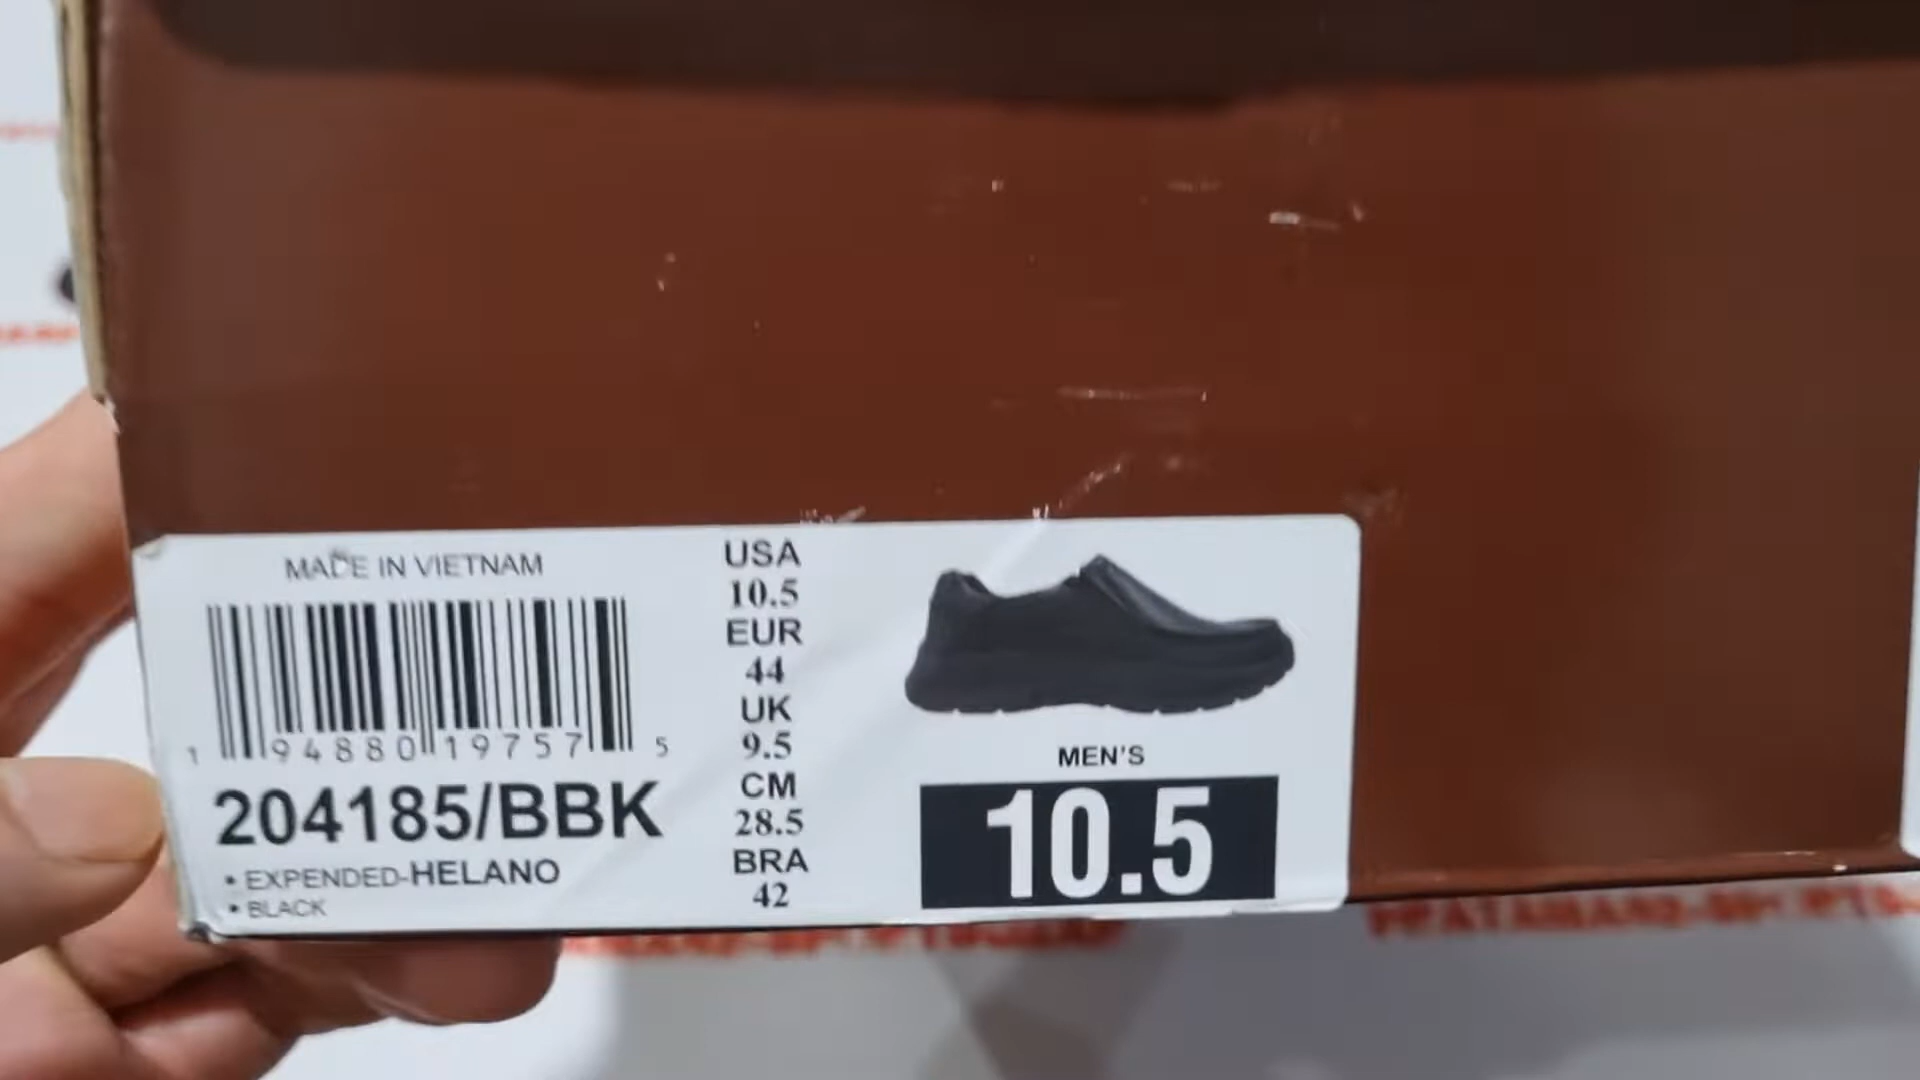 MADE IN VIETNAM
1 94880 19757 5
204185/BBK
• EXPENDED-HELANO
• BLACK
USA
10.5
EUR
44
UK
9.5
CM
28.5
BRA
42
MEN'S
10.5